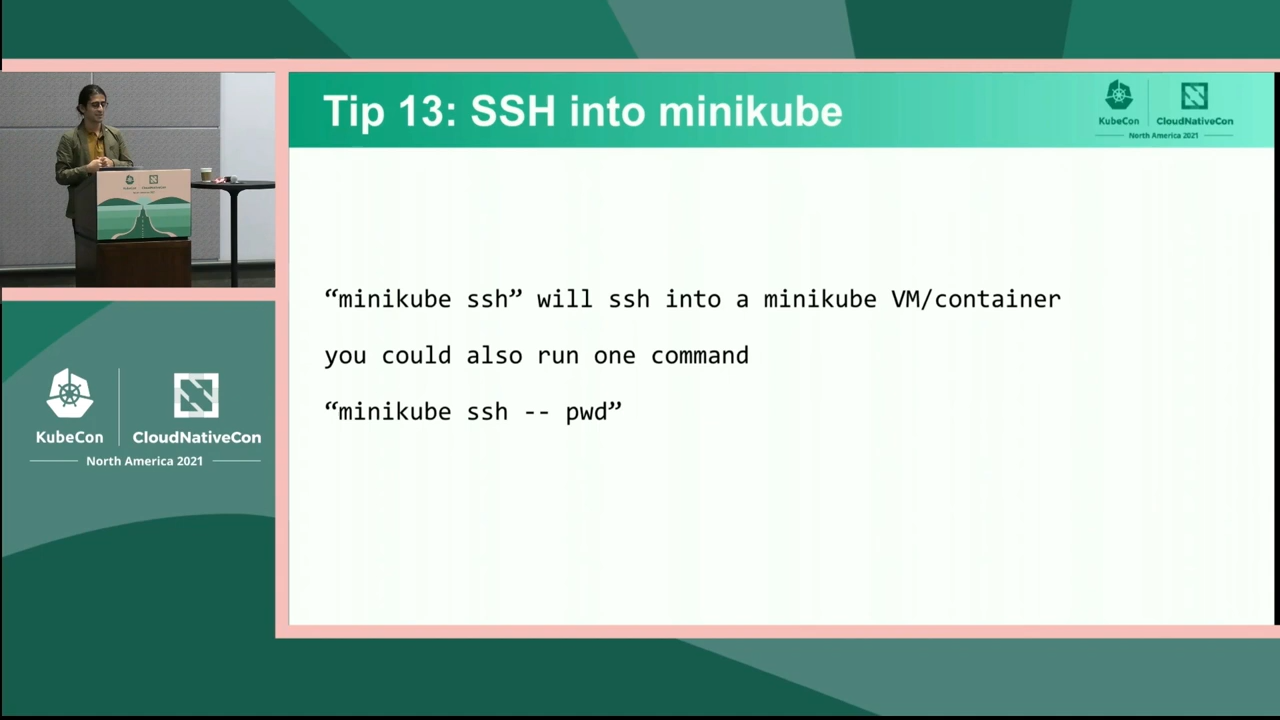 Tip 13: SSH into minikube
KubeCon
CloudNativeCon
North America 2021
“minikube ssh” will ssh into a minikube VM/container
you could also run one command
“minikube ssh -- pwd”
KubeCon
CloudNativeCon
North America 2021